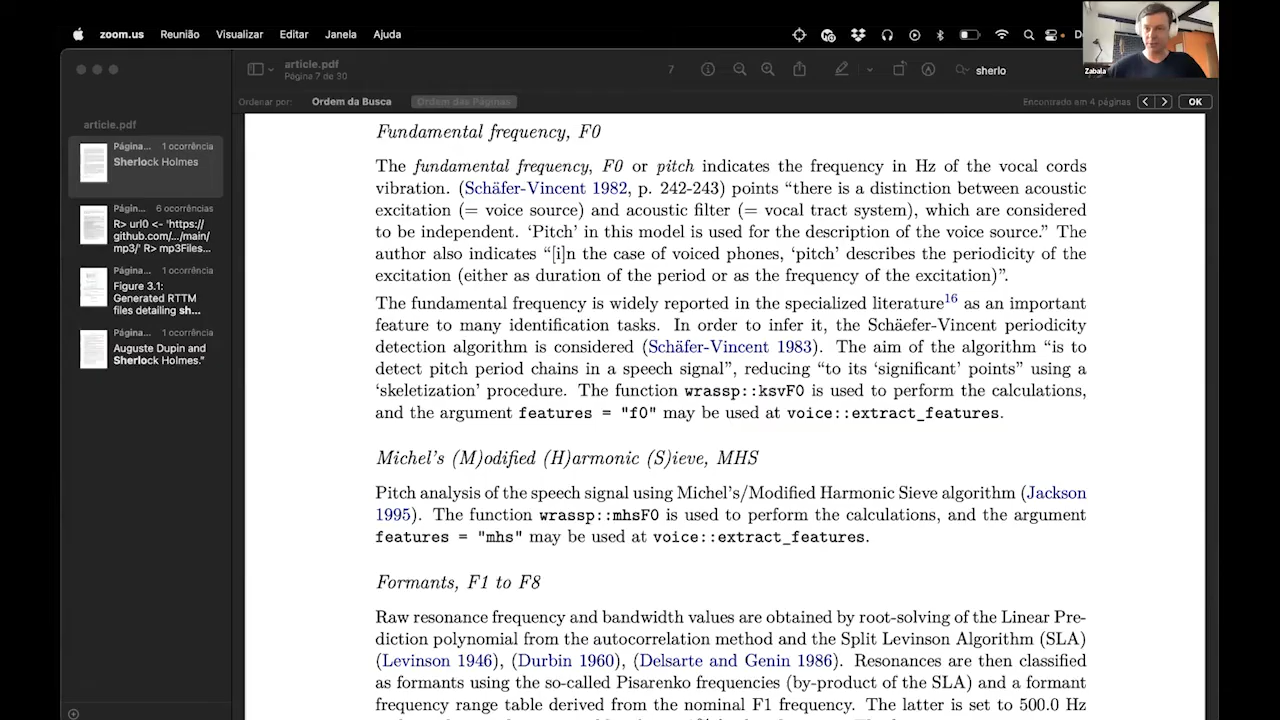 zoom.us Reunião Visualizar Editar Janela Ajuda
Zabala
article.pdf
Página 7 de 30
7
sherlo
Ordenar por: Ordem da Busca Ordem das Páginas Encontrado em 4 páginas OK
article.pdf
Página... 1 ocorrência
Sherlock Holmes
Págin... 6 ocorrências
R> url0 <- 'https://
github.com/.../main/
mp3/' R> mp3Files...
Página... 1 ocorrência
Figure 3.1:
Generated RTTM
files detailing sh...
Página... 1 ocorrência
Auguste Dupin and
Sherlock Holmes."
Fundamental frequency, F0
The fundamental frequency, F0 or pitch indicates the frequency in Hz of the vocal cords
vibration. (Schäfer-Vincent 1982, p. 242-243) points “there is a distinction between acoustic
excitation (= voice source) and acoustic filter (= vocal tract system), which are considered
to be independent. ‘Pitch’ in this model is used for the description of the voice source.” The
author also indicates “[i]n the case of voiced phones, ‘pitch’ describes the periodicity of the
excitation (either as duration of the period or as the frequency of the excitation)”.
The fundamental frequency is widely reported in the specialized literature16 as an important
feature to many identification tasks. In order to infer it, the Schäefer-Vincent periodicity
detection algorithm is considered (Schäfer-Vincent 1983). The aim of the algorithm “is to
detect pitch period chains in a speech signal”, reducing “to its ‘significant’ points” using a
‘skeletization’ procedure. The function wrassp::ksvF0 is used to perform the calculations,
and the argument features = "f0" may be used at voice::extract_features.
Michel’s (M)odified (H)armonic (S)ieve, MHS
Pitch analysis of the speech signal using Michel’s/Modified Harmonic Sieve algorithm (Jackson
1995). The function wrassp::mhsF0 is used to perform the calculations, and the argument
features = "mhs" may be used at voice::extract_features.
Formants, F1 to F8
Raw resonance frequency and bandwidth values are obtained by root-solving of the Linear Pre-
diction polynomial from the autocorrelation method and the Split Levinson Algorithm (SLA)
(Levinson 1946), (Durbin 1960), (Delsarte and Genin 1986). Resonances are then classified
as formants using the so-called Pisarenko frequencies (by-product of the SLA) and a formant
frequency range table derived from the nominal F1 frequency. The latter is set to 500.0 Hz